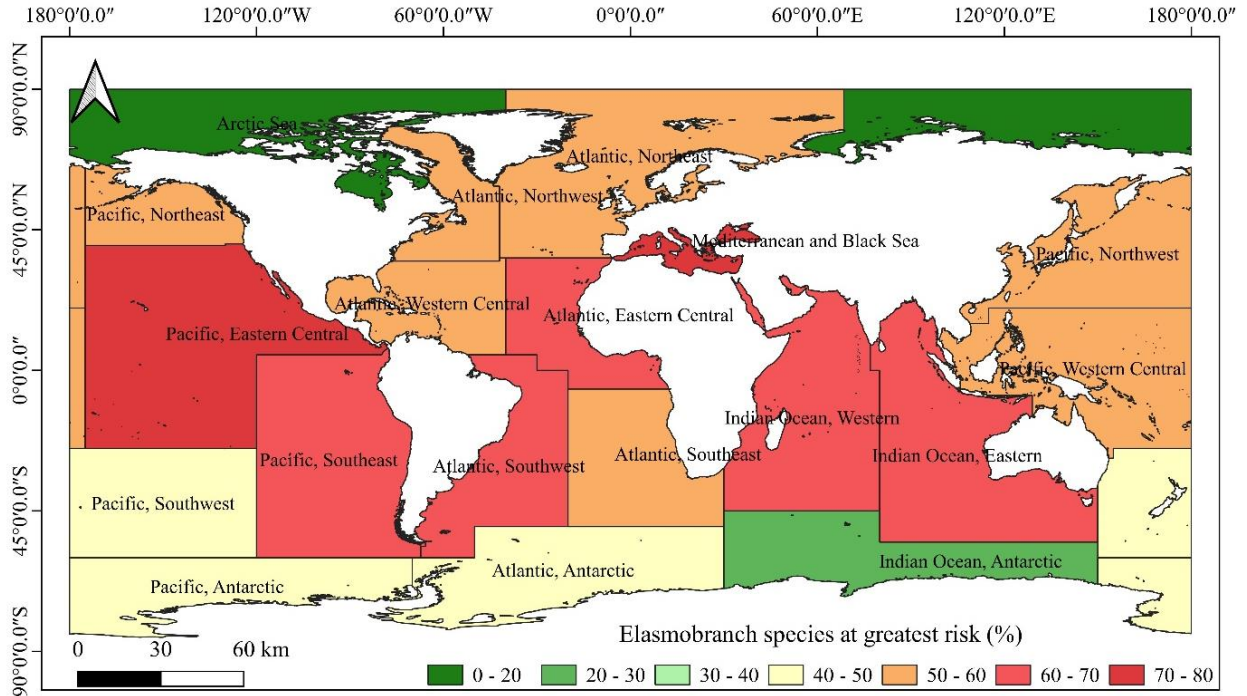 180°0'0.0"W 120°0'0.0"W 60°0'0.0"W 0°0'0.0" 60°0'0.0"E 120°0'0.0"E 180°0'0.0"
90°0'0.0"N
45°0'0.0"N
0°0'0.0"
45°0'0.0"S
90°0'0.0"S
Arctic Sea
Atlantic, Northeast
Atlantic, Northwest
Pacific, Northeast
Mediterranean and Black Sea
Pacific, Northwest
Atlantic, Western Central
Atlantic, Eastern Central
Pacific, Eastern Central
Pacific, Western Central
Indian Ocean, Western
Atlantic, Southeast
Indian Ocean, Eastern
Pacific, Southeast
Atlantic, Southwest
Pacific, Southwest
Indian Ocean, Antarctic
Atlantic, Antarctic
Pacific, Antarctic
Elasmobranch species at greatest risk (%)
0 30 60 km
0 - 20 20 - 30 30 - 40 40 - 50 50 - 60 60 - 70 70 - 80